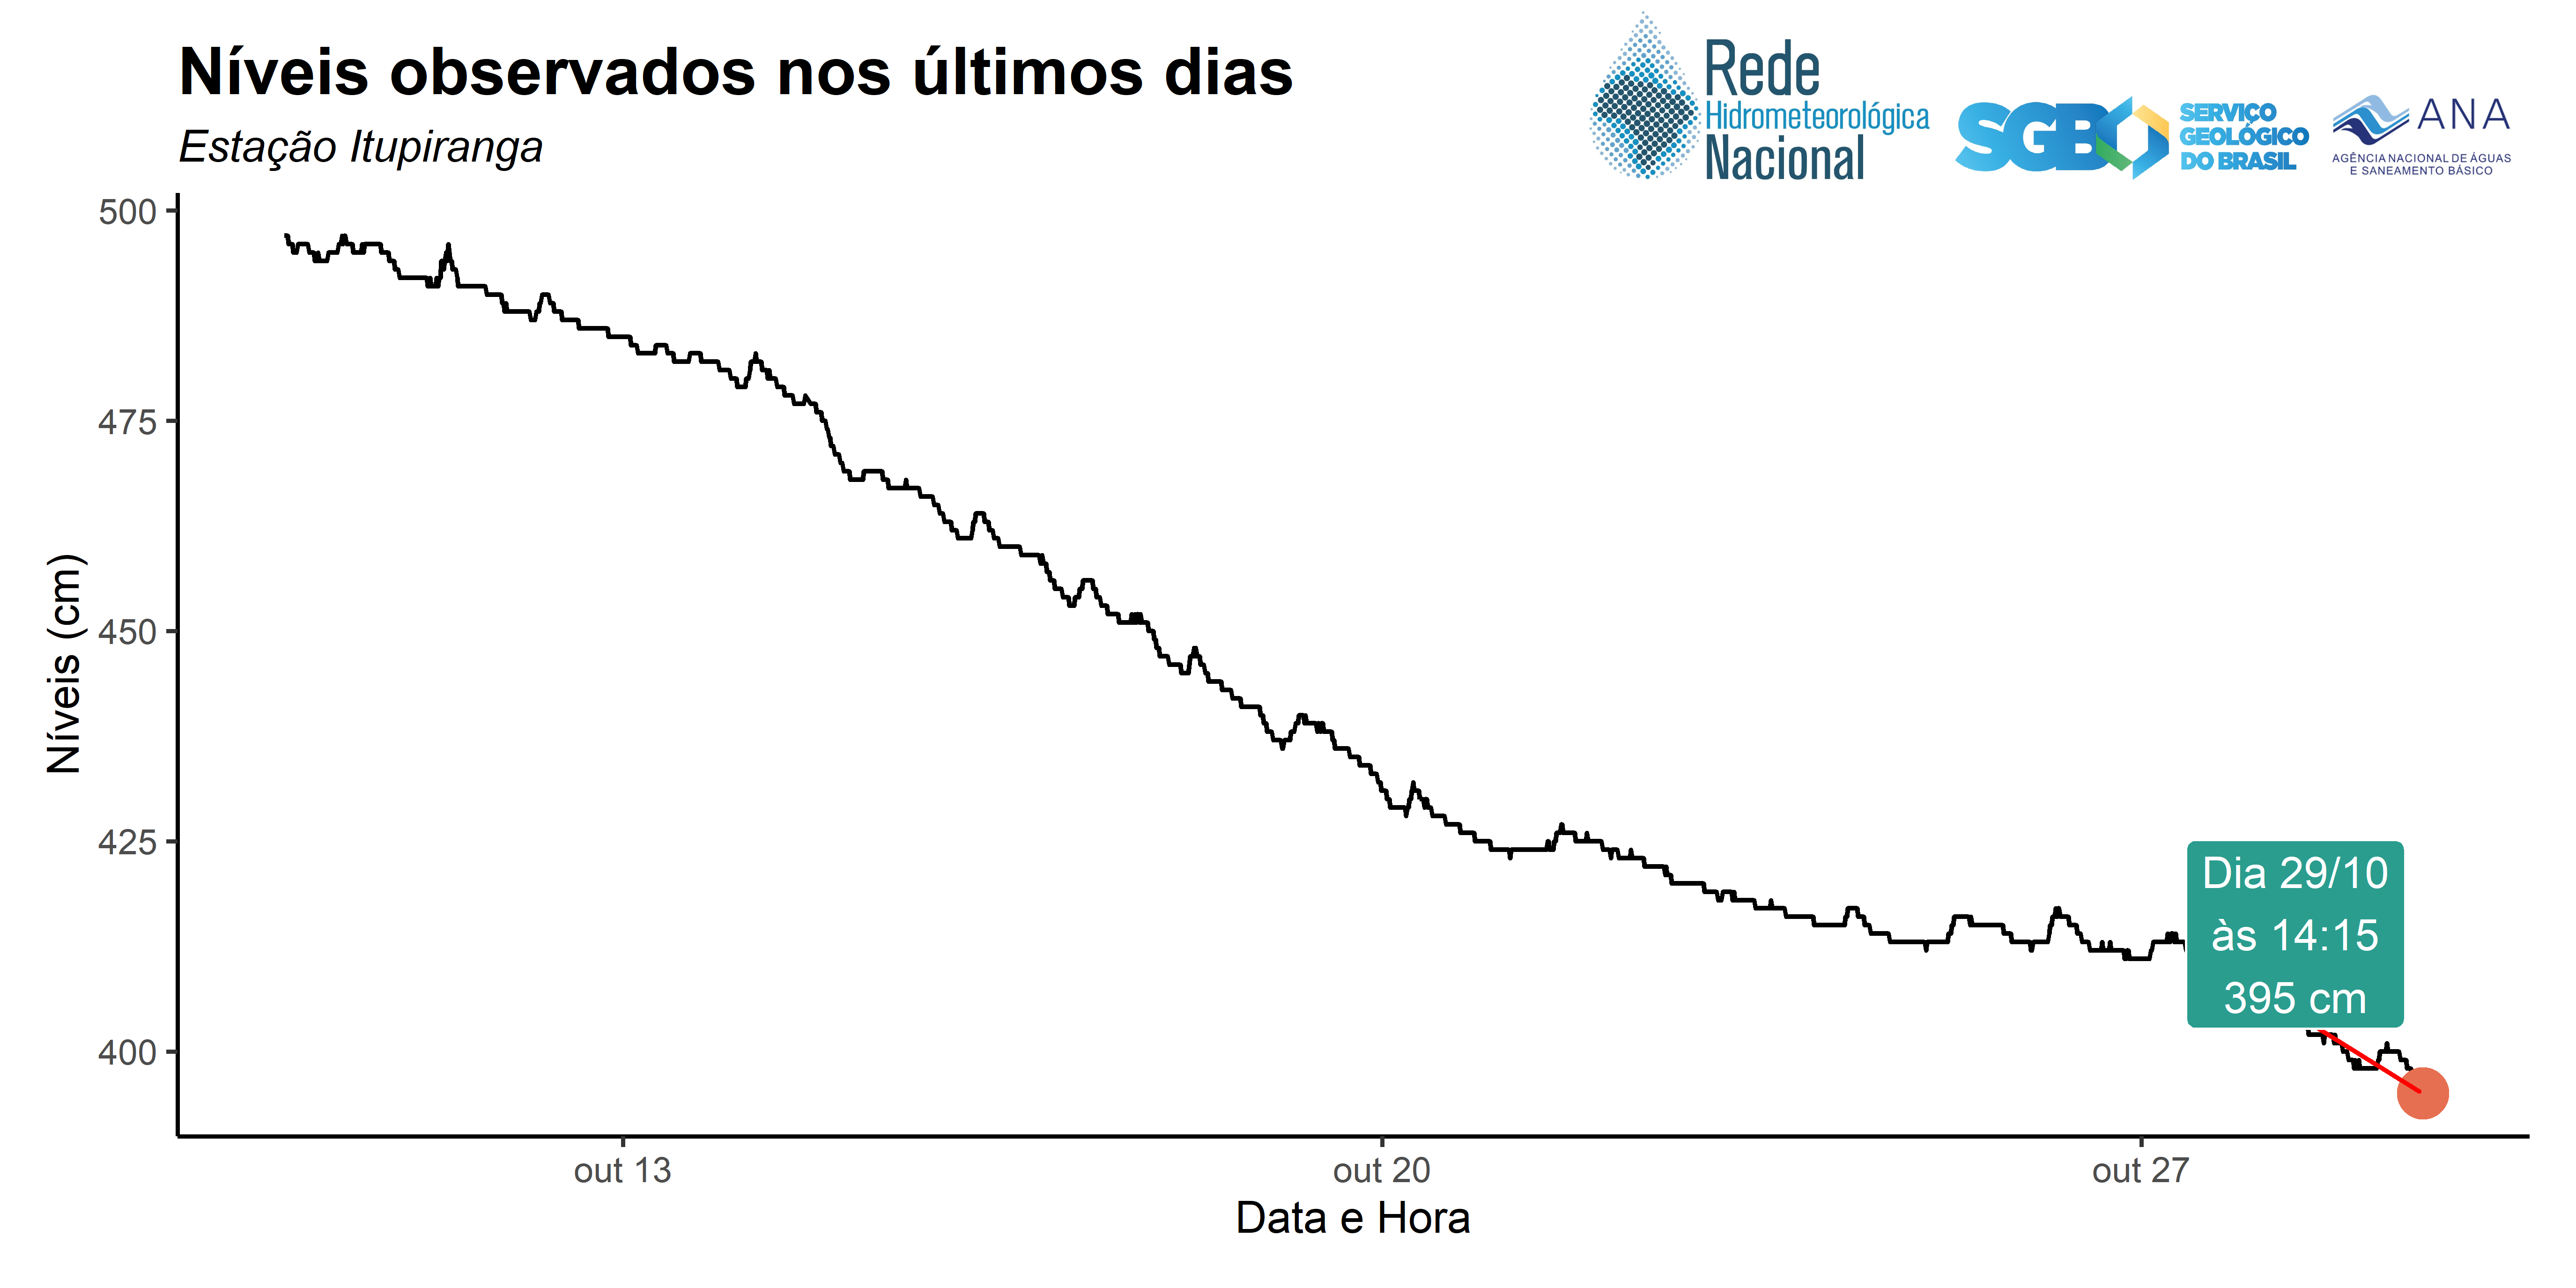 Níveis observados nos últimos dias
Estação Itupiranga
Rede
Hidrometeorológica
Nacional
SGB
SERVIÇO
GEOLÓGICO
DO BRASIL
ANA
AGÊNCIA NACIONAL DE ÁGUAS
E SANEAMENTO BÁSICO
Níveis (cm)
500
475
450
425
400
Dia 29/10
às 14:15
395 cm
out 13
out 20
out 27
Data e Hora